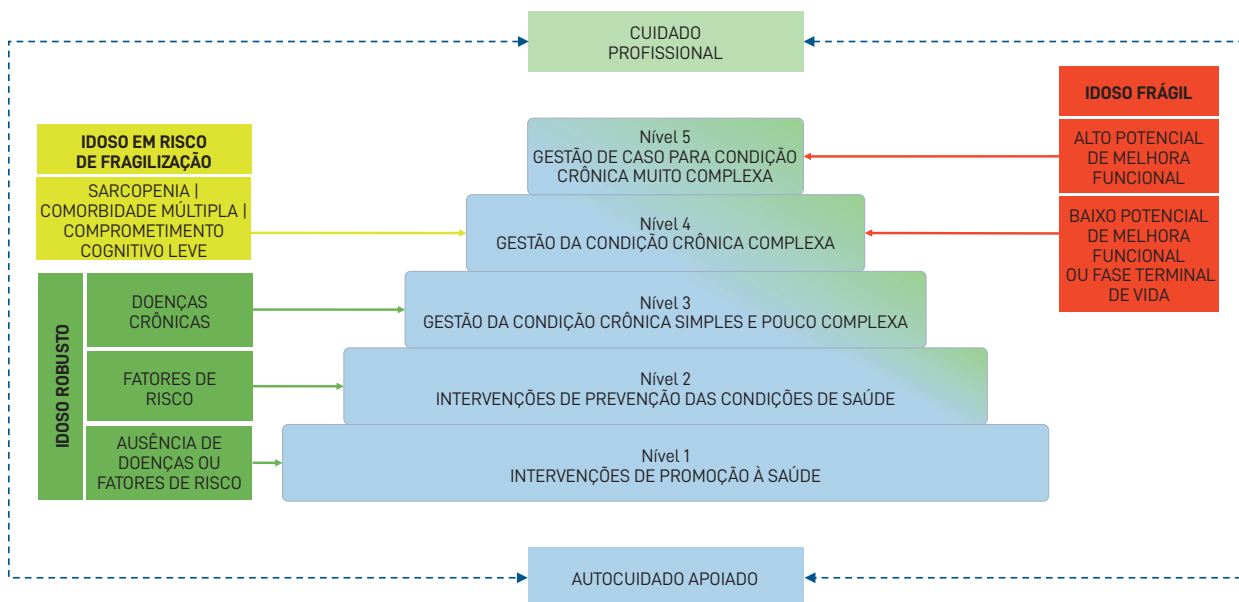 CUIDADO
PROFISSIONAL
IDOSO EM RISCO
DE FRAGILIZAÇÃO
SARCOPENIA |
COMORBIDADE MÚLTIPLA |
COMPROMETIMENTO
COGNITIVO LEVE
IDOSO ROBUSTO
DOENÇAS
CRÔNICAS
FATORES DE
RISCO
AUSÊNCIA DE
DOENÇAS OU
FATORES DE RISCO
Nível 5
GESTÃO DE CASO PARA CONDIÇÃO
CRÔNICA MUITO COMPLEXA
Nível 4
GESTÃO DA CONDIÇÃO CRÔNICA COMPLEXA
Nível 3
GESTÃO DA CONDIÇÃO CRÔNICA SIMPLES E POUCO COMPLEXA
Nível 2
INTERVENÇÕES DE PREVENÇÃO DAS CONDIÇÕES DE SAÚDE
Nível 1
INTERVENÇÕES DE PROMOÇÃO À SAÚDE
IDOSO FRÁGIL
ALTO POTENCIAL
DE MELHORA
FUNCIONAL
BAIXO POTENCIAL
DE MELHORA
FUNCIONAL
OU FASE TERMINAL
DE VIDA
AUTOCUIDADO APOIADO